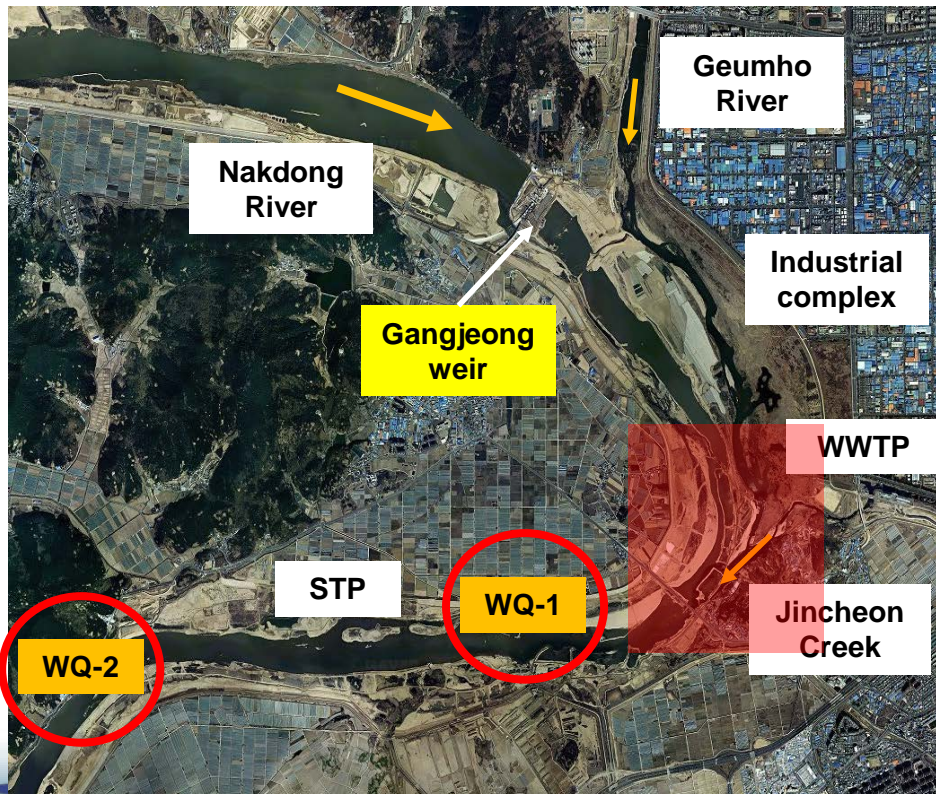 Geumho
River
Nakdong
River
Industrial
complex
Gangjeong
weir
WWTP
STP
WQ-1
Jincheon
Creek
WQ-2